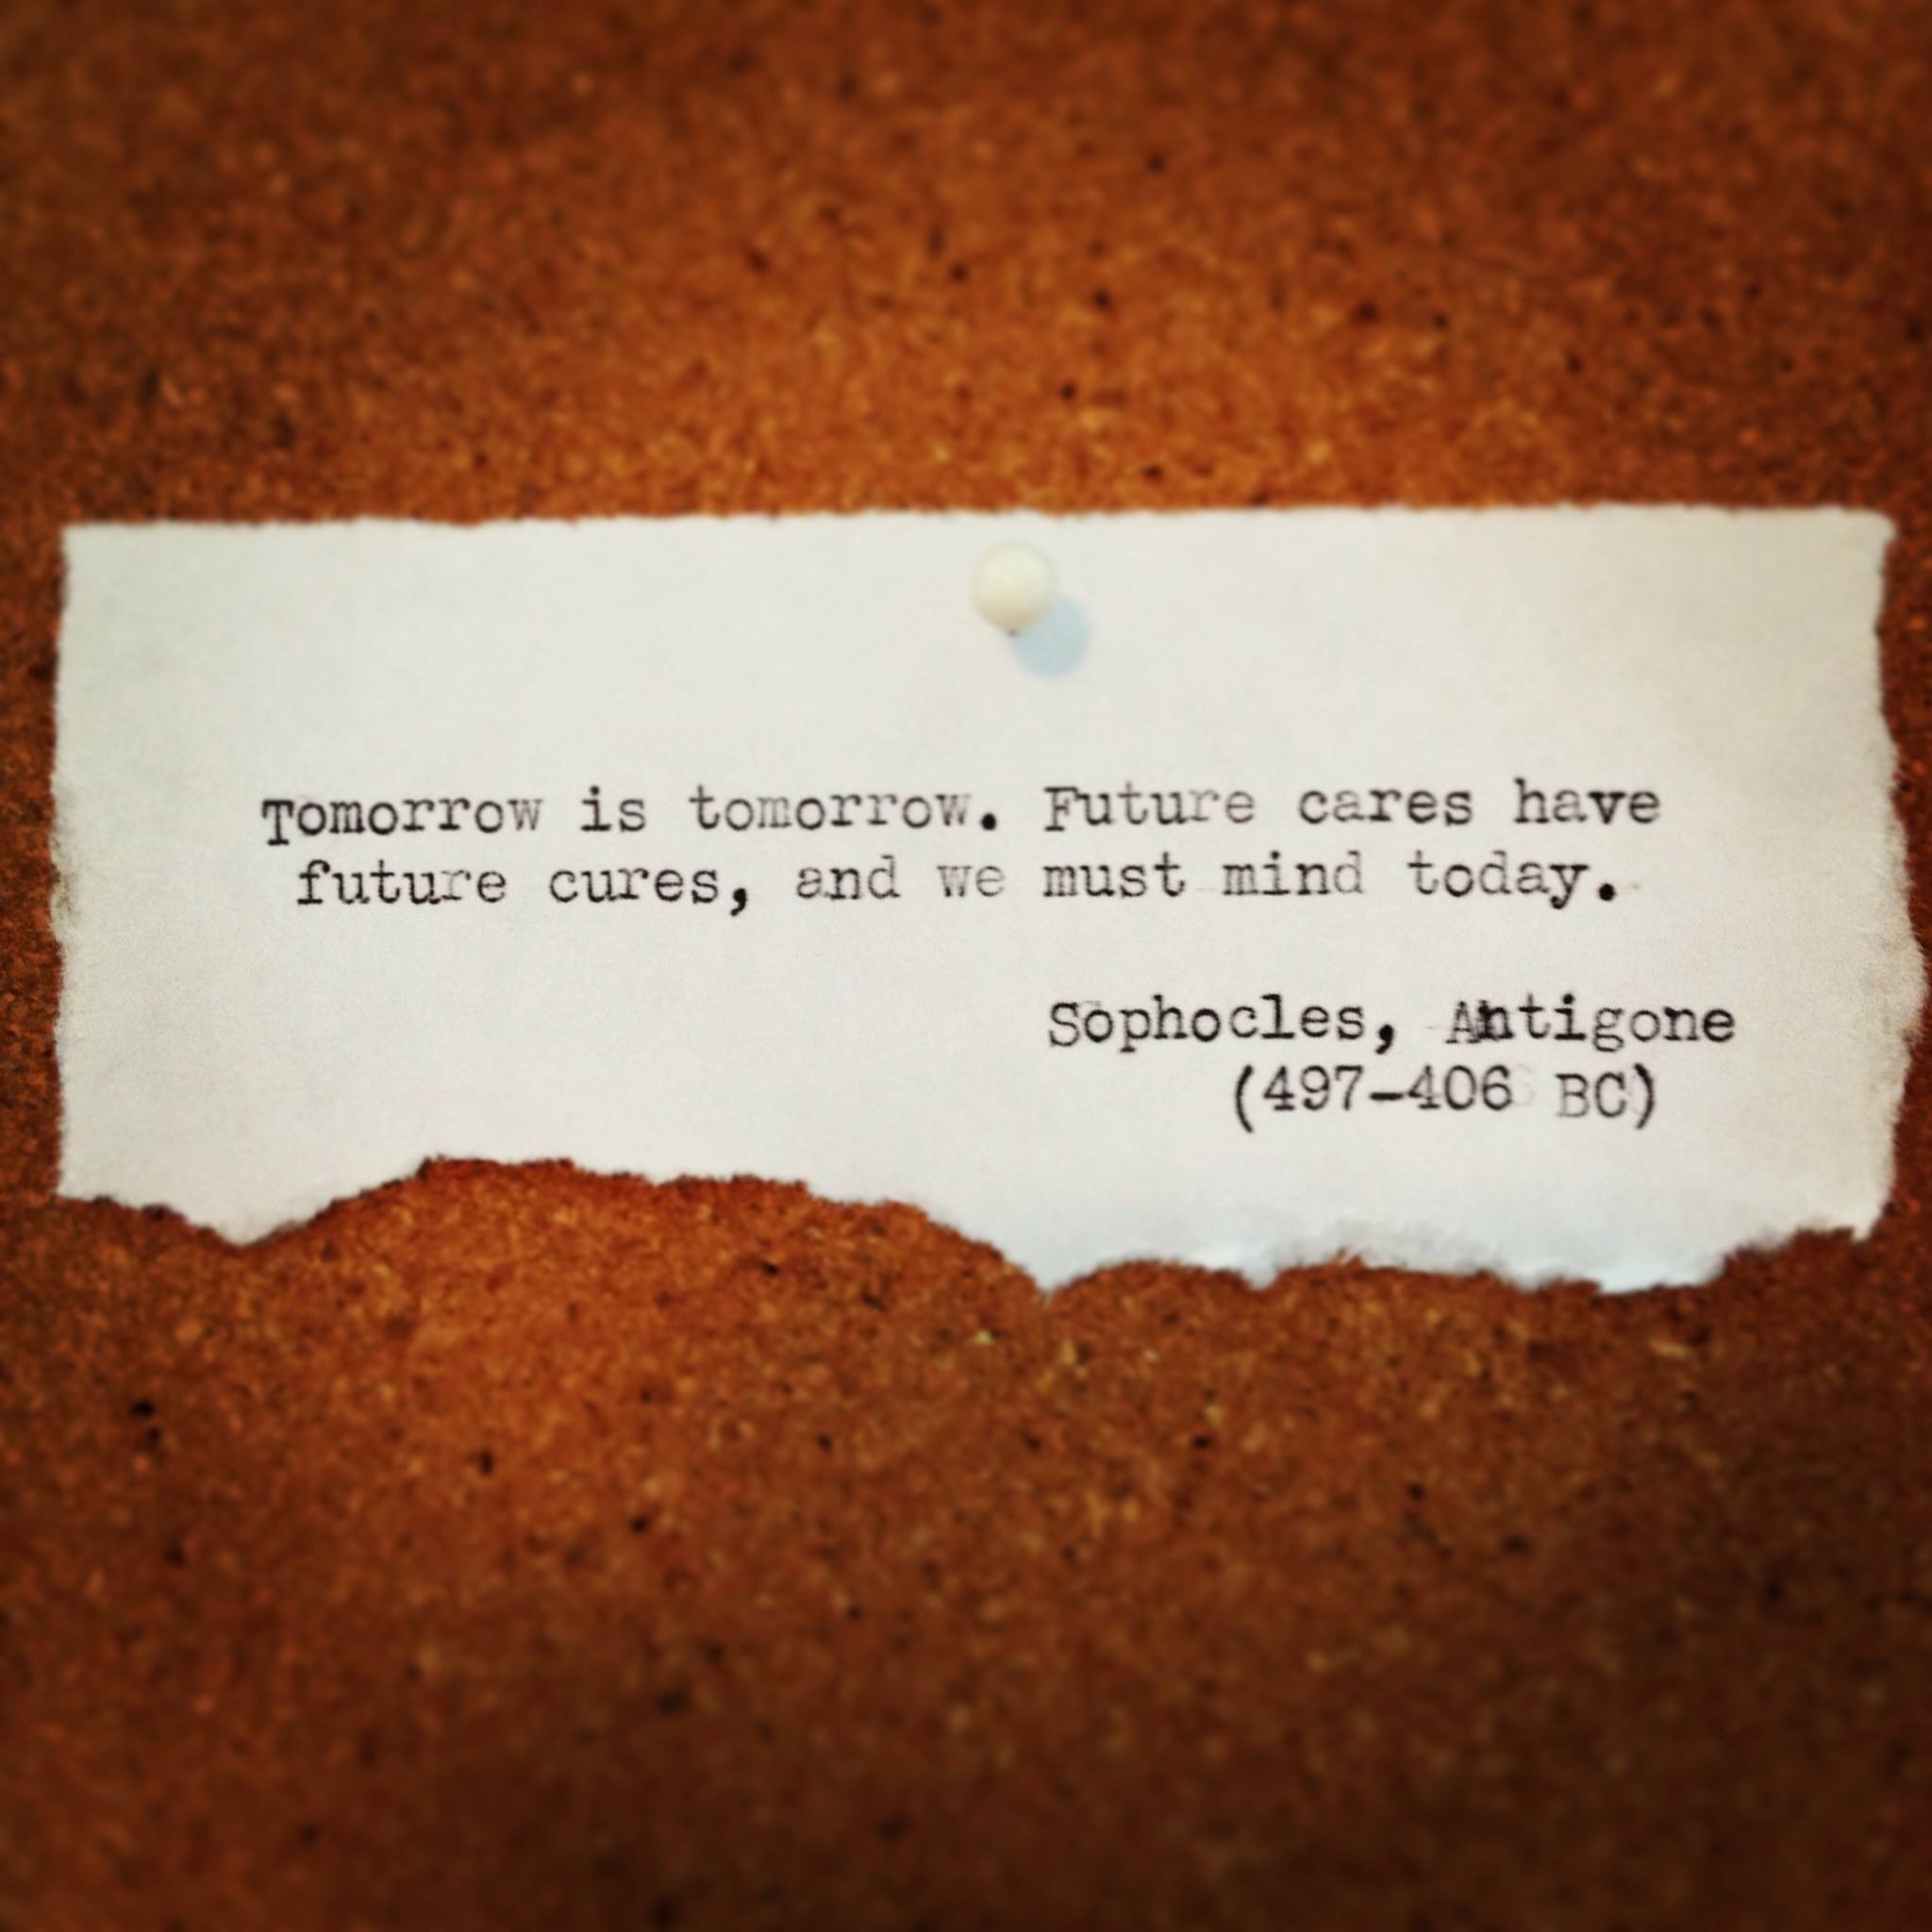 Tomorrow is tomorrow. Future cares have
future cures, and we must mind today.
Sophocles, Antigone
(497-406 BC)